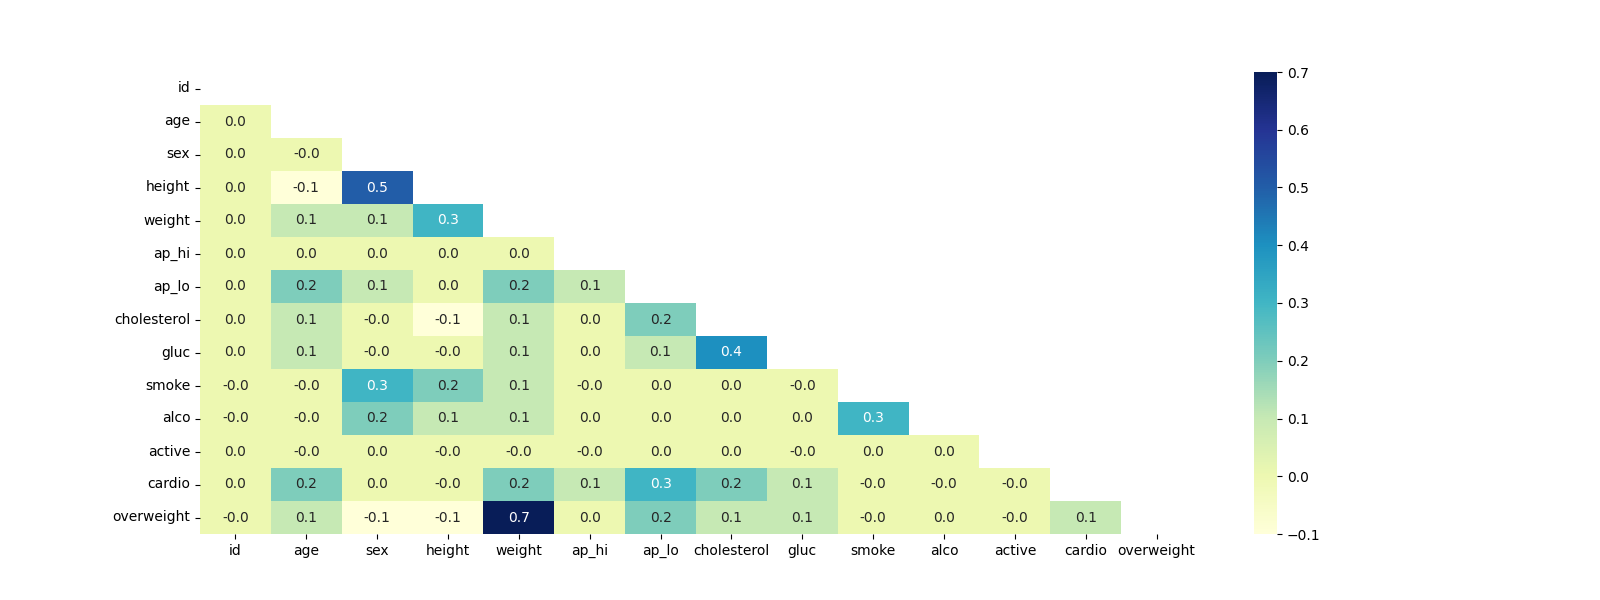 id
age 0.0
sex 0.0 -0.0
height 0.0 -0.1 0.5
weight 0.0 0.1 0.1 0.3
ap_hi 0.0 0.0 0.0 0.0 0.0
ap_lo 0.0 0.2 0.1 0.0 0.2 0.1
cholesterol 0.0 0.1 -0.0 -0.1 0.1 0.0 0.2
gluc 0.0 0.1 -0.0 -0.0 0.1 0.0 0.1 0.4
smoke -0.0 -0.0 0.3 0.2 0.1 -0.0 0.0 0.0 -0.0
alco -0.0 -0.0 0.2 0.1 0.1 0.0 0.0 0.0 0.0 0.3
active 0.0 -0.0 0.0 -0.0 -0.0 -0.0 0.0 0.0 -0.0 0.0 0.0
cardio 0.0 0.2 0.0 -0.0 0.2 0.1 0.3 0.2 0.1 -0.0 -0.0 -0.0
overweight -0.0 0.1 -0.1 -0.1 0.7 0.0 0.2 0.1 0.1 -0.0 0.0 -0.0 0.1
id age sex height weight ap_hi ap_lo cholesterol gluc smoke alco active cardio overweight
0.7
0.6
0.5
0.4
0.3
0.2
0.1
0.0
−0.1